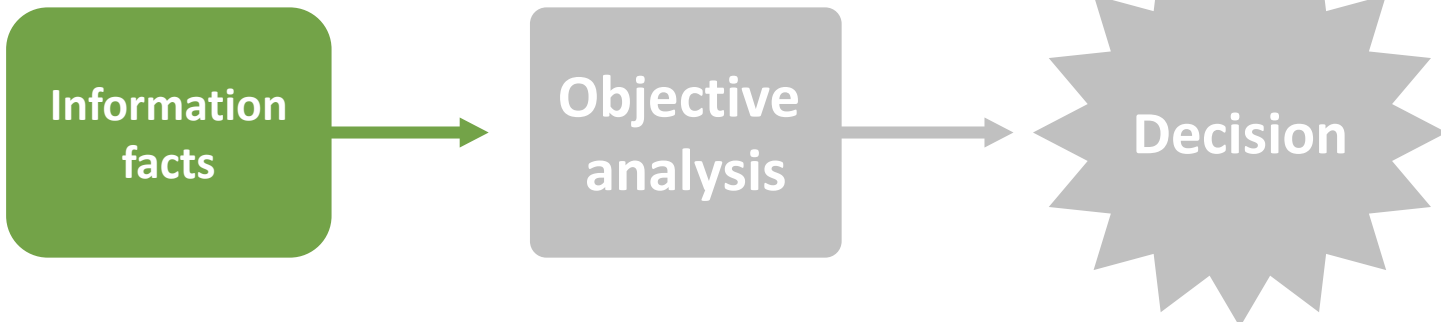 Information
facts
Objective
analysis
Decision